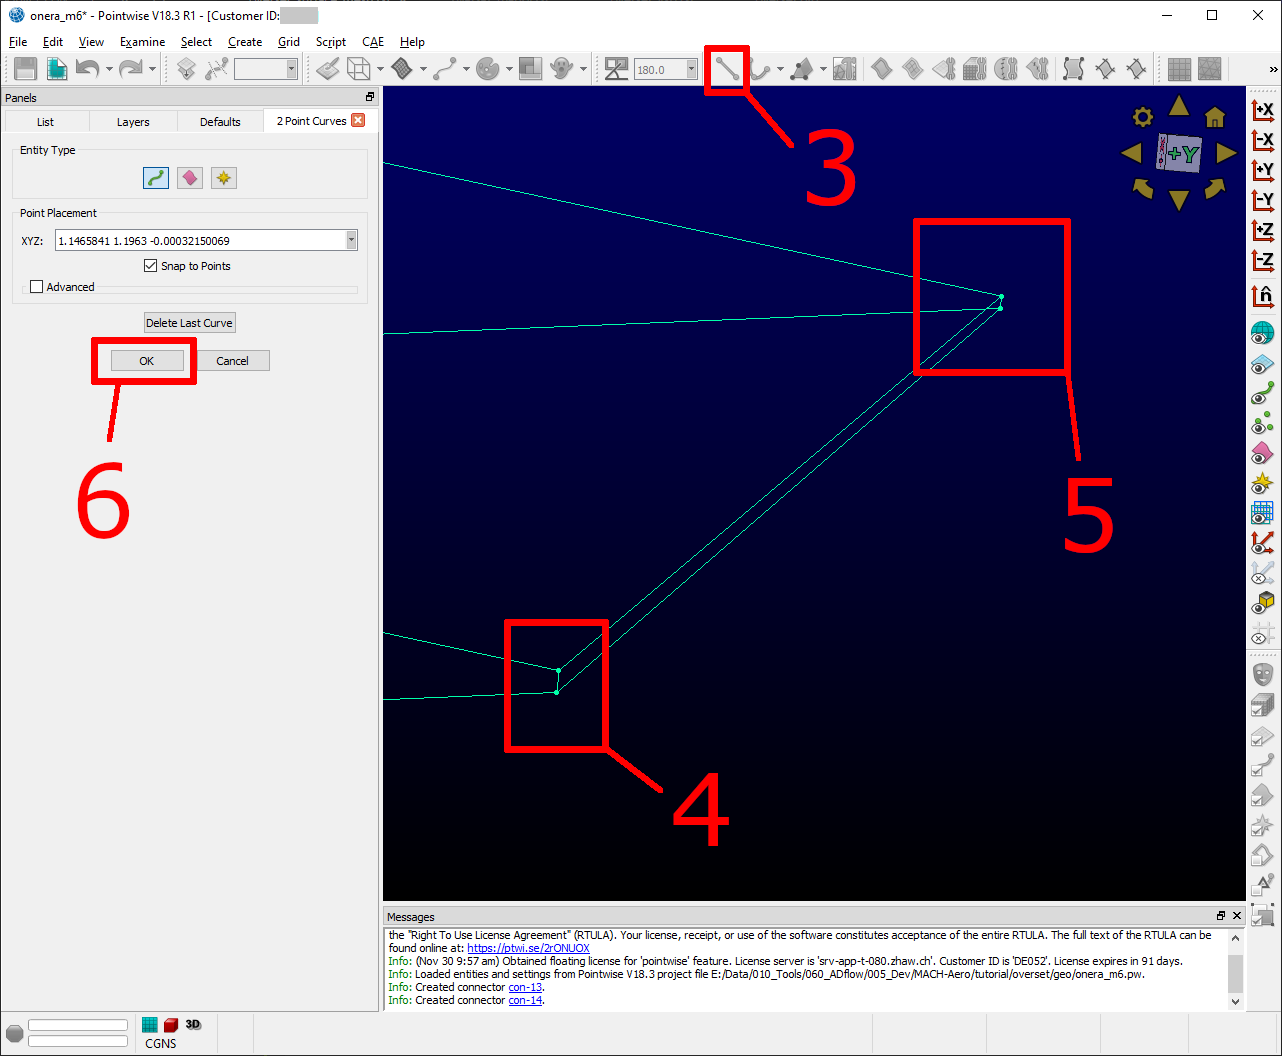 onera_m6* - Pointwise V18.3 R1 - [Customer ID:
File Edit View Examine Select Create Grid Script CAE Help
180.0
3
Panels
List Layers Defaults 2 Point Curves
Entity Type
Point Placement
XYZ: 1.1465841 1.1963 -0.00032150069
Snap to Points
Advanced
Delete Last Curve
OK Cancel
6
+Y
5
4
+X
-X
+Y
-Y
+Z
-Z
n̂
Messages
the "Right To Use License Agreement" (RTULA). Your license, receipt, or use of the software constitutes acceptance of the entire RTULA. The full text of the RTULA can be
found online at: https://ptwi.se/2rONUOX
Info: (Nov 30 9:57 am) Obtained floating license for 'pointwise' feature. License server is 'srv-app-t-080.zhaw.ch'. Customer ID is 'DE052'. License expires in 91 days.
Info: Loaded entities and settings from Pointwise V18.3 project file E:/Data/010_Tools/060_ADflow/005_Dev/MACH-Aero/tutorial/overset/geo/onera_m6.pw.
Info: Created connector con-13.
Info: Created connector con-14.
3D
CGNS